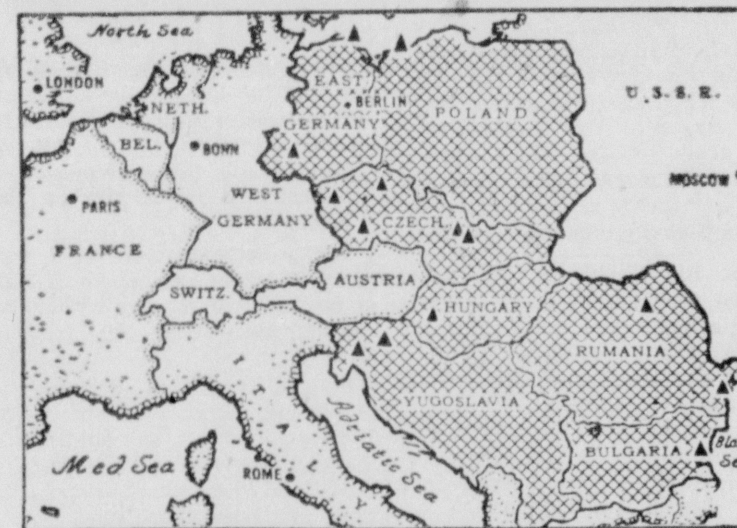 North Sea
LONDON
NETH.
BEL.
BONN
EAST
BERLIN
GERMANY
POLAND
U.S.S.R.
MOSCOW
PARIS
FRANCE
WEST
GERMANY
CZECH.
SWITZ.
AUSTRIA
HUNGARY
RUMANIA
YUGOSLAVIA
BULGARIA
ITALY
Adriatic Sea
Med Sea
ROME